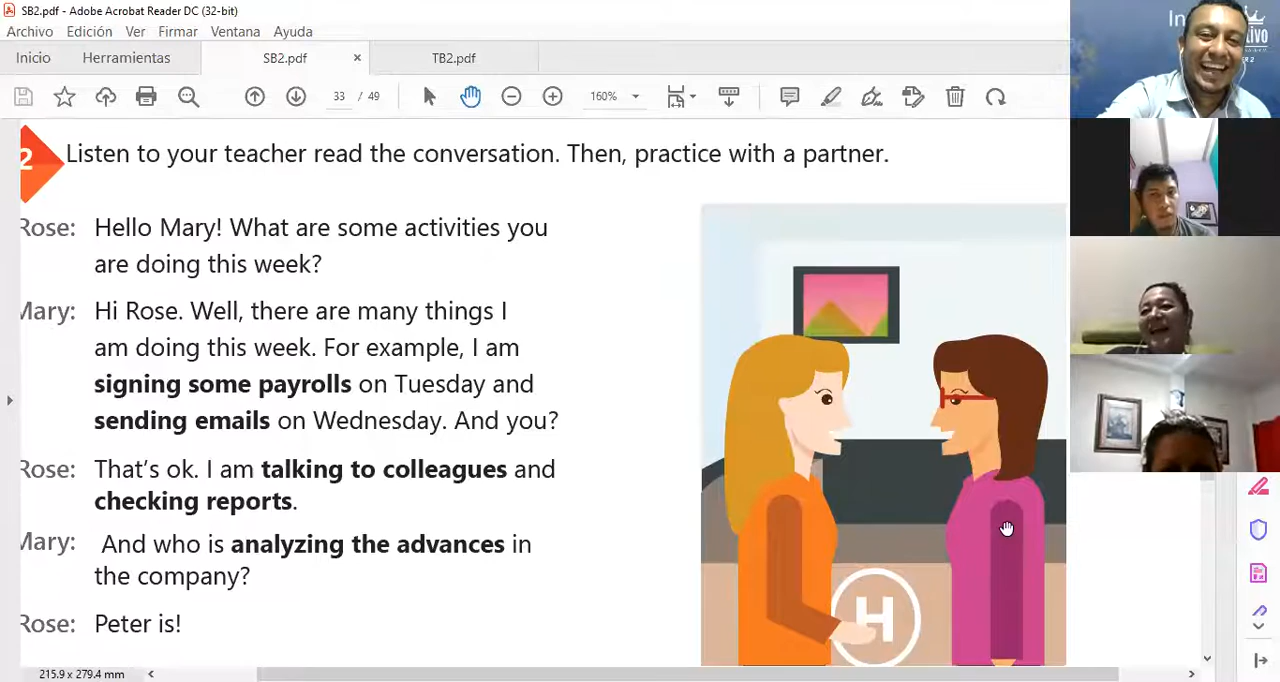 SB2.pdf - Adobe Acrobat Reader DC (32-bit)
Archivo Edición Ver Firmar Ventana Ayuda
Inicio Herramientas SB2.pdf × TB2.pdf
33 / 49 160%
2 Listen to your teacher read the conversation. Then, practice with a partner.
Rose: Hello Mary! What are some activities you
are doing this week?
Mary: Hi Rose. Well, there are many things I
am doing this week. For example, I am
signing some payrolls on Tuesday and
sending emails on Wednesday. And you?
Rose: That's ok. I am talking to colleagues and
checking reports.
Mary: And who is analyzing the advances in
the company?
Rose: Peter is!
H
215.9 x 279.4 mm